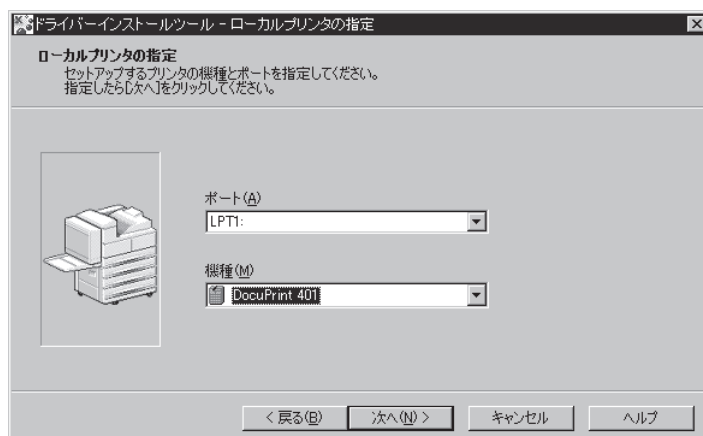 ドライバーインストールツール - ローカルプリンタの指定
ローカルプリンタの指定
セットアップするプリンタの機種とポートを指定してください。
指定したら[次へ]をクリックしてください。
ポート(A)
LPT1:
機種(M)
DocuPrint 401
< 戻る(B)
次へ(N) >
キャンセル
ヘルプ